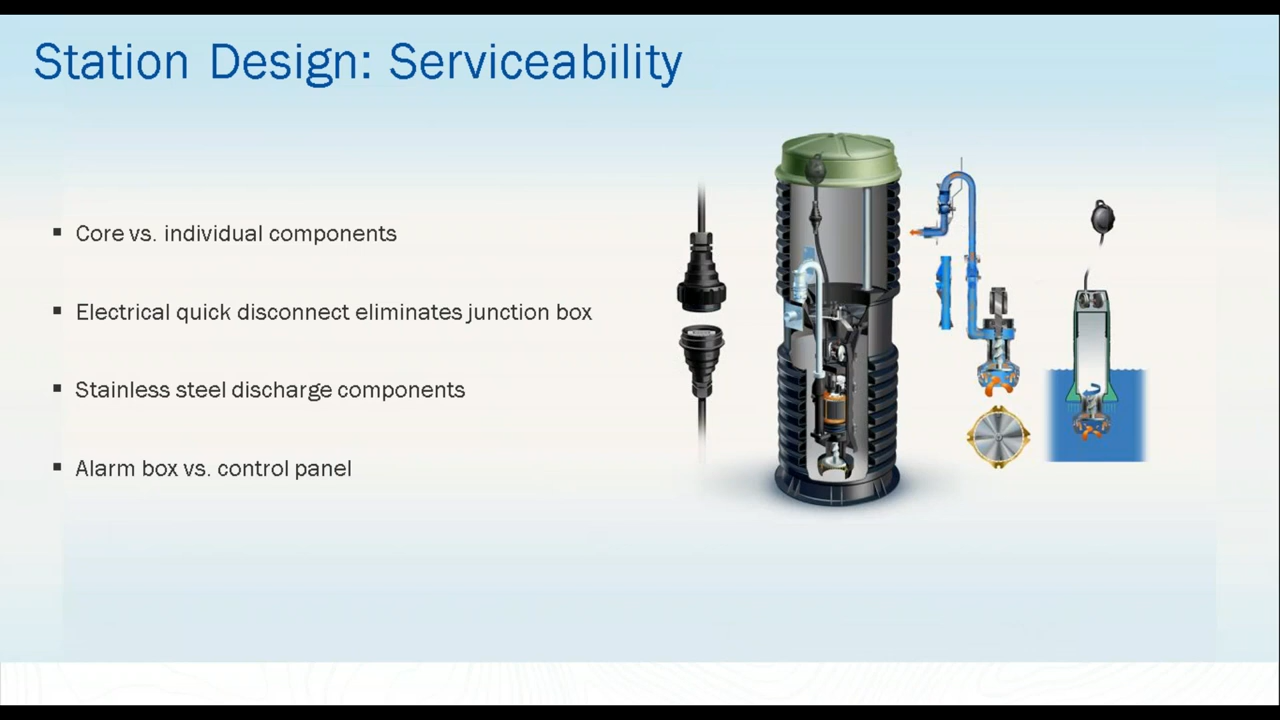 Station Design: Serviceability
Core vs. individual components
Electrical quick disconnect eliminates junction box
Stainless steel discharge components
Alarm box vs. control panel